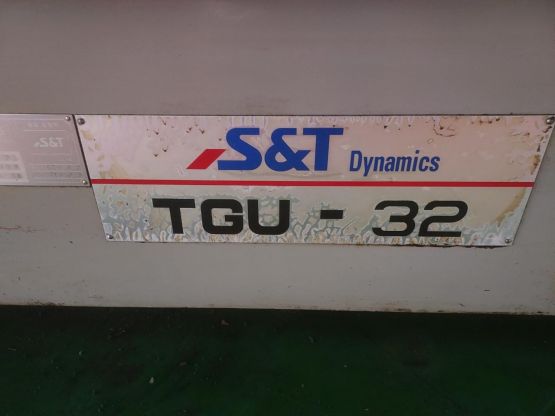 S&T Dynamics
TGU - 32
S&T